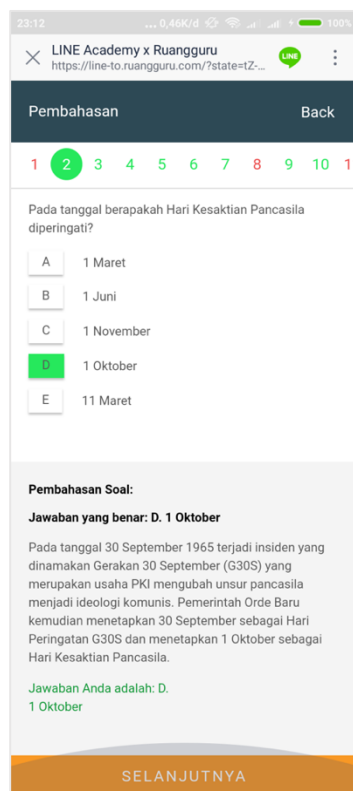 23:12 ... 0,46K/d 100%
LINE Academy x Ruangguru
https://line-to.ruangguru.com/?state=tZ-...
LINE
Pembahasan Back
1 2 3 4 5 6 7 8 9 10 1
Pada tanggal berapakah Hari Kesaktian Pancasila
diperingati?
A 1 Maret
B 1 Juni
C 1 November
D 1 Oktober
E 11 Maret
Pembahasan Soal:
Jawaban yang benar: D. 1 Oktober
Pada tanggal 30 September 1965 terjadi insiden yang
dinamakan Gerakan 30 September (G30S) yang
merupakan usaha PKI mengubah unsur pancasila
menjadi ideologi komunis. Pemerintah Orde Baru
kemudian menetapkan 30 September sebagai Hari
Peringatan G30S dan menetapkan 1 Oktober sebagai
Hari Kesaktian Pancasila.
Jawaban Anda adalah: D.
1 Oktober
SELANJUTNYA